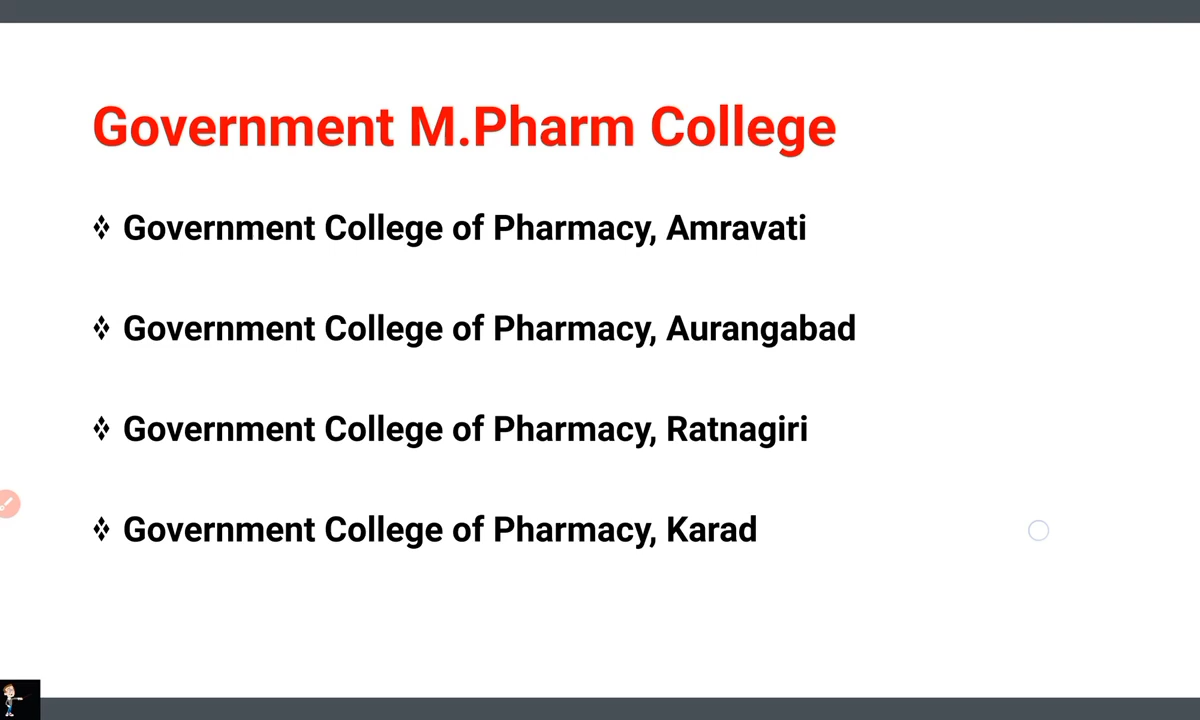 Government M.Pharm College
❖ Government College of Pharmacy, Amravati
❖ Government College of Pharmacy, Aurangabad
❖ Government College of Pharmacy, Ratnagiri
❖ Government College of Pharmacy, Karad